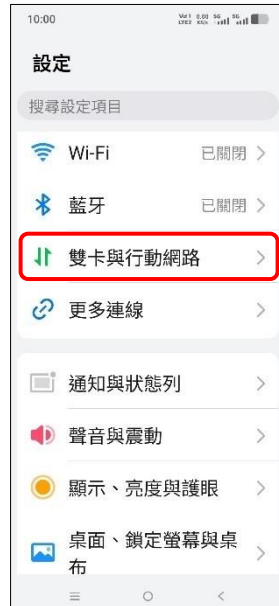 10:00
設定
搜尋設定項目
Wi-Fi 已關閉
藍牙 已關閉
雙卡與行動網路
更多連線
通知與狀態列
聲音與震動
顯示、亮度與護眼
桌面、鎖定螢幕與桌
布